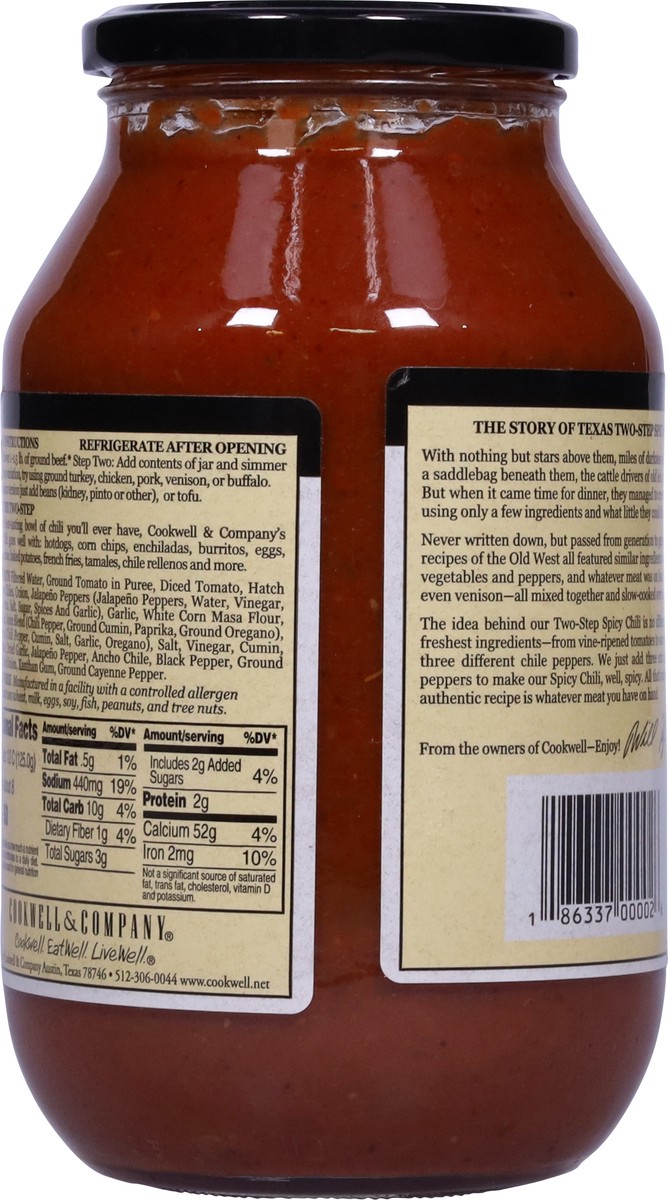 REFRIGERATE AFTER OPENING
lb. of ground beef.* Step Two: Add contents of jar and simmer
try using ground turkey, chicken, pork, venison, or buffalo.
just add beans (kidney, pinto or other), or tofu.
TWO-STEP
bowl of chili you'll ever have, Cookwell & Company's
well with: hotdogs, corn chips, enchiladas, burritos, eggs,
potatoes, french fries, tamales, chile rellenos and more.
Water, Ground Tomato in Puree, Diced Tomato, Hatch
Onion, Jalapeño Peppers (Jalapeño Peppers, Water, Vinegar,
Salt, Sugar, Spices And Garlic), Garlic, White Corn Masa Flour,
(Chili Pepper, Ground Cumin, Paprika, Ground Oregano),
Pepper, Cumin, Salt, Garlic, Oregano), Salt, Vinegar, Cumin,
Garlic, Jalapeño Pepper, Ancho Chile, Black Pepper, Ground
Xanthan Gum, Ground Cayenne Pepper.
Manufactured in a facility with a controlled allergen
wheat, milk, eggs, soy, fish, peanuts, and tree nuts.
Facts
(125.0g)
Amount/serving %DV*
Total Fat .5g 1%
Sodium 440mg 19%
Total Carb 10g 4%
Dietary Fiber 1g 4%
Total Sugars 3g
Amount/serving %DV*
Includes 2g Added
Sugars 4%
Protein 2g
Calcium 52g 4%
Iron 2mg 10%
Not a significant source of saturated
fat, trans fat, cholesterol, vitamin D
and potassium.
COOKWELL & COMPANY®
CookWell. EatWell. LiveWell.®
& Company Austin, Texas 78746 • 512-306-0044 www.cookwell.net
THE STORY OF TEXAS TWO-STEP
With nothing but stars above them, miles of
a saddlebag beneath them, the cattle drivers of
But when it came time for dinner, they managed
using only a few ingredients and what little they
Never written down, but passed from generation
recipes of the Old West all featured similar
vegetables and peppers, and whatever meat was
even venison—all mixed together and slow-cooked
The idea behind our Two-Step Spicy Chili is
freshest ingredients—from vine-ripened tomatoes
three different chile peppers. We just add three
peppers to make our Spicy Chili, well, spicy. All
authentic recipe is whatever meat you have on hand
From the owners of Cookwell—Enjoy!
1 86337 00002